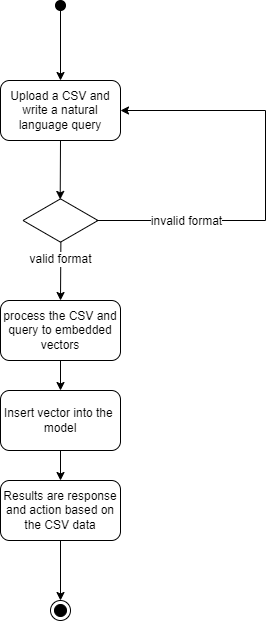 Upload a CSV and
write a natural
language query
invalid format
valid format
process the CSV and
query to embedded
vectors
Insert vector into the
model
Results are response
and action based on
the CSV data